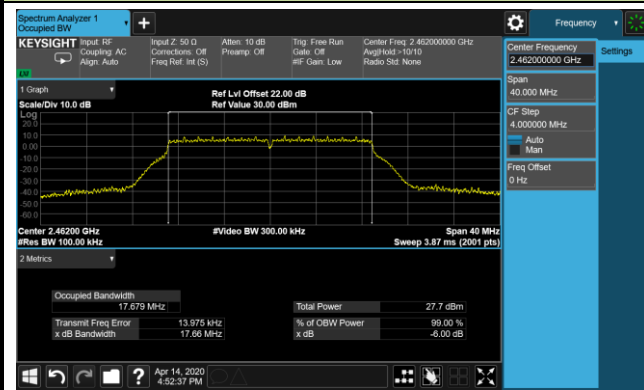 Spectrum Analyzer 1
Occupied BW
Frequency
KEYSIGHT
Input: RF
Coupling: AC
Align: Auto
Input Z: 50 Ω
Corrections: Off
Freq Ref: Int (S)
Atten: 10 dB
Preamp: Off
Trig: Free Run
Gate: Off
#IF Gain: Low
Center Freq: 2.462000000 GHz
Avg|Hold:>10/10
Radio Std: None
Center Frequency
2.462000000 GHz
Settings
Span
40.000 MHz
CF Step
4.000000 MHz
Auto
Man
Freq Offset
0 Hz
1 Graph
Scale/Div 10.0 dB
Ref Lvl Offset 22.00 dB
Ref Value 30.00 dBm
Log
20.0
10.0
0.00
-10.0
-20.0
-30.0
-40.0
-50.0
-60.0
Center 2.46200 GHz
#Res BW 100.00 kHz
#Video BW 300.00 kHz
Span 40 MHz
Sweep 3.87 ms (2001 pts)
2 Metrics
Occupied Bandwidth
17.679 MHz
Total Power 27.7 dBm
Transmit Freq Error 13.975 kHz
% of OBW Power 99.00 %
x dB Bandwidth 17.66 MHz
x dB -6.00 dB
?
Apr 14, 2020
4:52:37 PM